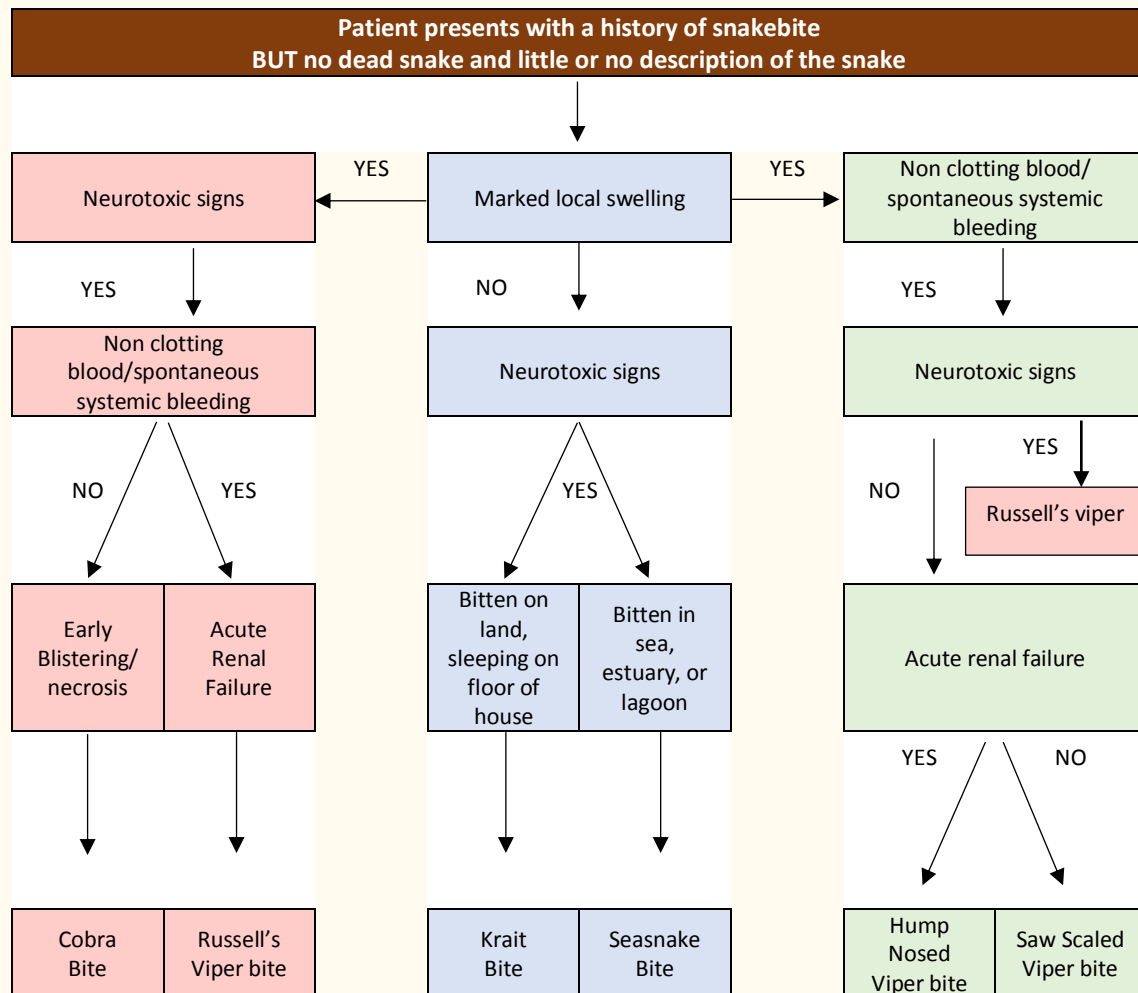 Patient presents with a history of snakebite
BUT no dead snake and little or no description of the snake
YES
YES
Neurotoxic signs
Marked local swelling
Non clotting blood/
spontaneous systemic
bleeding
YES
NO
YES
Non clotting
blood/spontaneous
systemic bleeding
Neurotoxic signs
Neurotoxic signs
NO
YES
YES
NO
YES
Russell’s viper
Early
Blistering/
necrosis
Acute
Renal
Failure
Bitten on
land,
sleeping on
floor of
house
Bitten in
sea,
estuary, or
lagoon
Acute renal failure
YES
NO
Cobra
Bite
Russell’s
Viper bite
Krait
Bite
Seasnake
Bite
Hump
Nosed
Viper bite
Saw Scaled
Viper bite